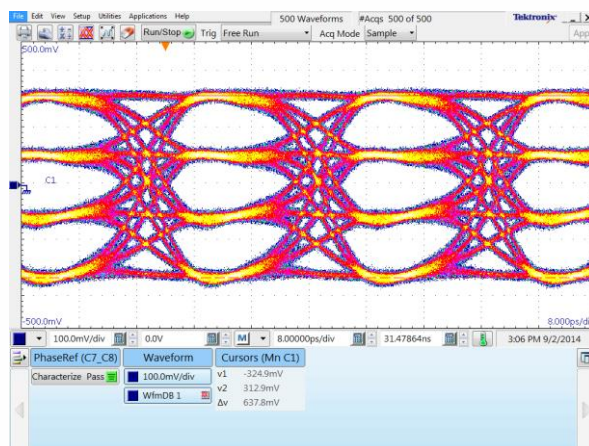 File Edit View Setup Utilities Applications Help
500 Waveforms #Acqs 500 of 500 Tektronix
Run/Stop Trig Free Run Acq Mode Sample App
500.0mV
C1
-500.0mV 8.000ps/di
100.0mV/div 0.0V M 8.00000ps/div 31.47864ns 3:06 PM 9/2/2014
PhaseRef (C7_C8) Waveform Cursors (Mn C1)
Characterize Pass 100.0mV/div v1 -324.9mV
WfmDB 1 v2 312.9mV
Δv 637.8mV